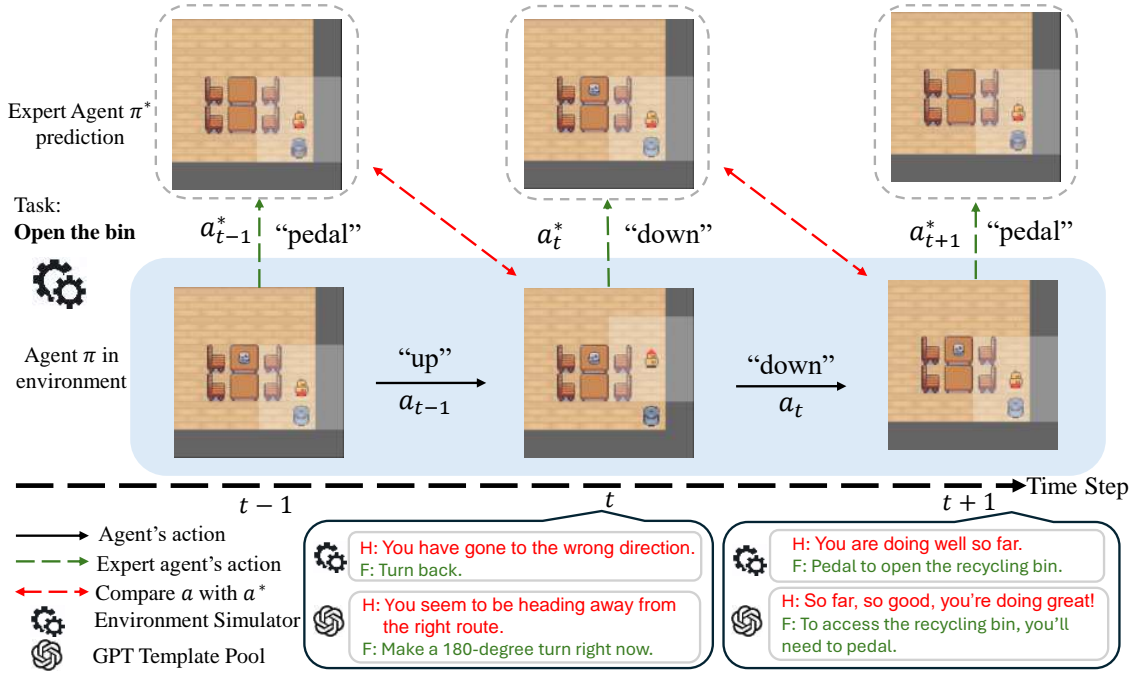 Expert Agent π*
prediction
Task:
Open the bin
a*t−1
“pedal”
a*t
“down”
a*t+1
“pedal”
Agent π in
environment
“up”
at−1
“down”
at
t − 1
t
t + 1
Time Step
Agent’s action
Expert agent’s action
Compare a with a*
Environment Simulator
GPT Template Pool
H: You have gone to the wrong direction.
F: Turn back.
H: You seem to be heading away from
the right route.
F: Make a 180-degree turn right now.
H: You are doing well so far.
F: Pedal to open the recycling bin.
H: So far, so good, you’re doing great!
F: To access the recycling bin, you’ll
need to pedal.